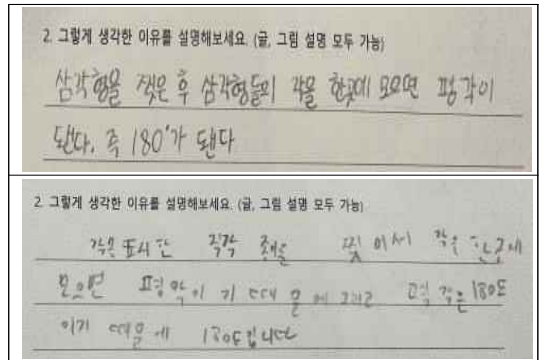 2. 그렇게 생각한 이유를 설명해보세요. (글, 그림 설명 모두 가능)
삼각형을 찢은 후 삼각형들의 각을 한곳에 모으면 평각이
된다. 즉 180°가 된다
2. 그렇게 생각한 이유를 설명해보세요. (글, 그림 설명 모두 가능)
각을 표시한 종이를 찢어서 각을 한곳에
모으면 평각이기 때문에 그리고 평각은 180도
이기 때문에 180도입니다